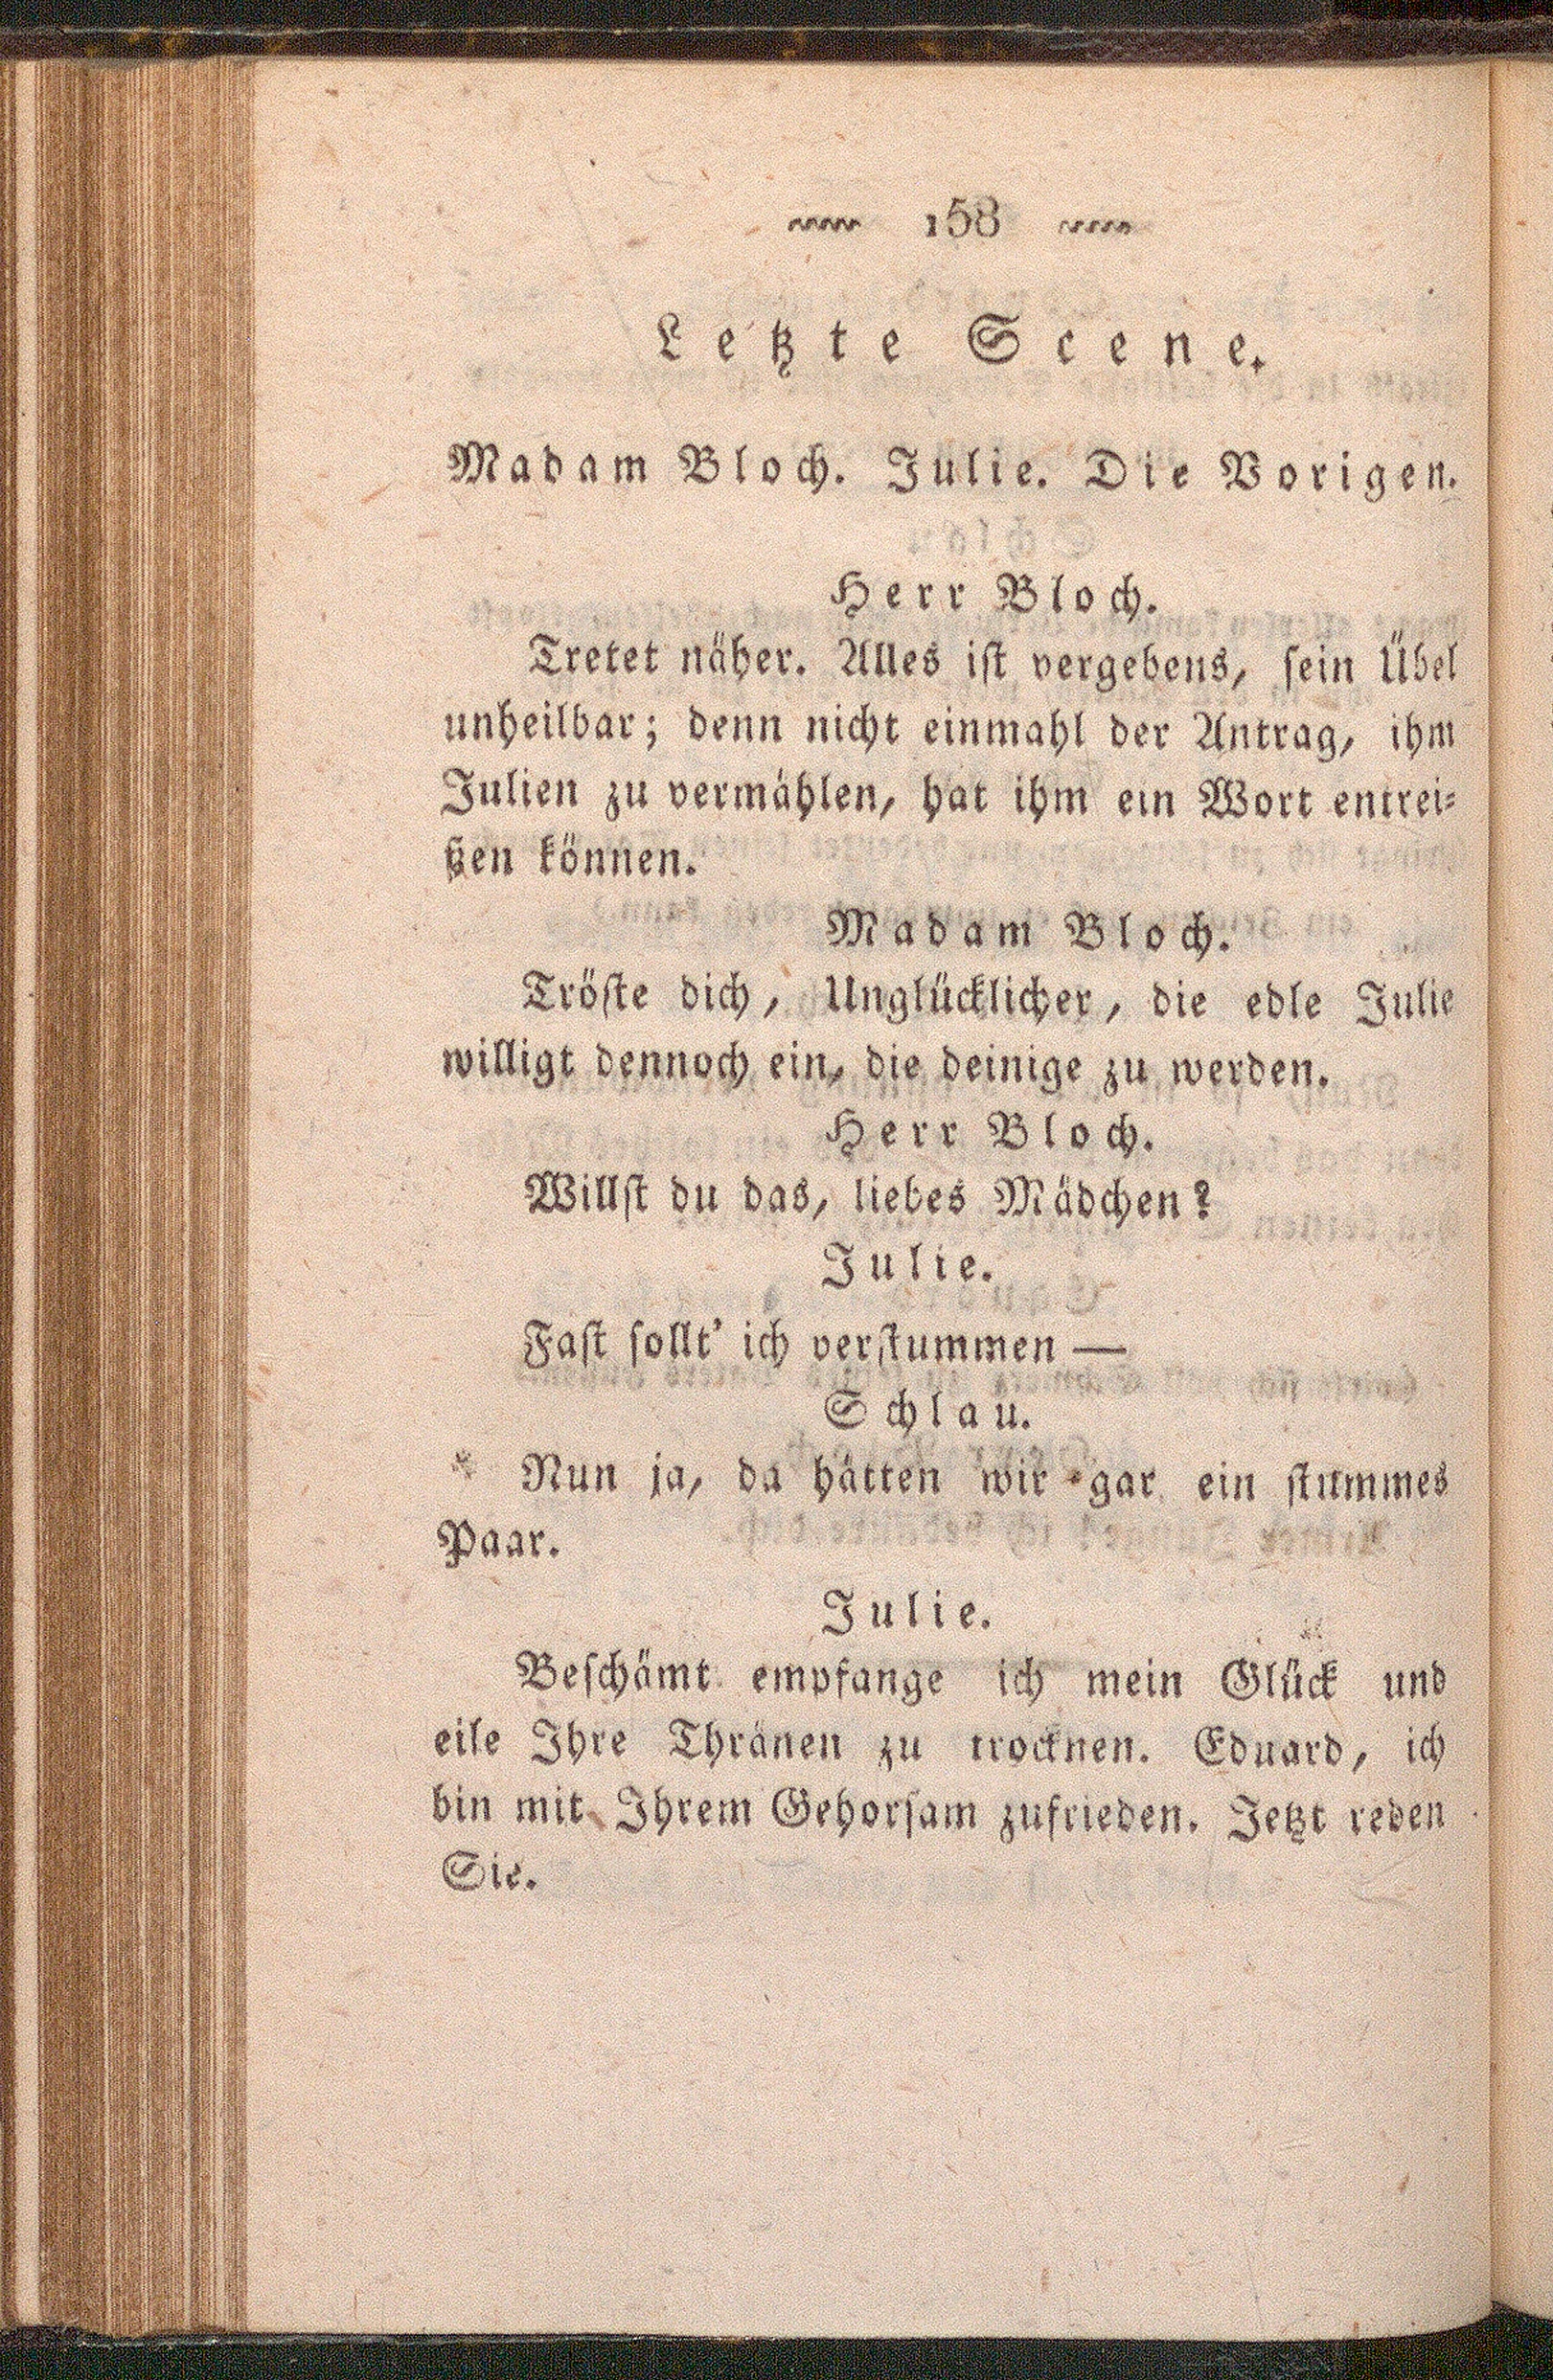 158
Letzte Scene.
Madam Bloch. Julie. Die Vorigen.
Herr Bloch.
Tretet näher. Alles iſt vergebens, ſein Übel
unheilbar; denn nicht einmahl der Antrag, ihm
Julien zu vermählen, hat ihm ein Wort entrei⸗
ßen können.
Madam Bloch.
Tröſte dich, Unglücklicher, die edle Julie
willigt dennoch ein, die deinige zu werden.
Herr Bloch.
Willſt du das, liebes Mädchen?
Julie.
Faſt ſollt' ich verſtummen —
Schlau.
Nun ja, da hätten wir gar ein ſtummes
Paar.
Julie.
Beſchämt empfange ich mein Glück und
eile Ihre Thränen zu trocknen. Eduard, ich
bin mit Ihrem Gehorſam zufrieden. Jetzt reden
Sie.